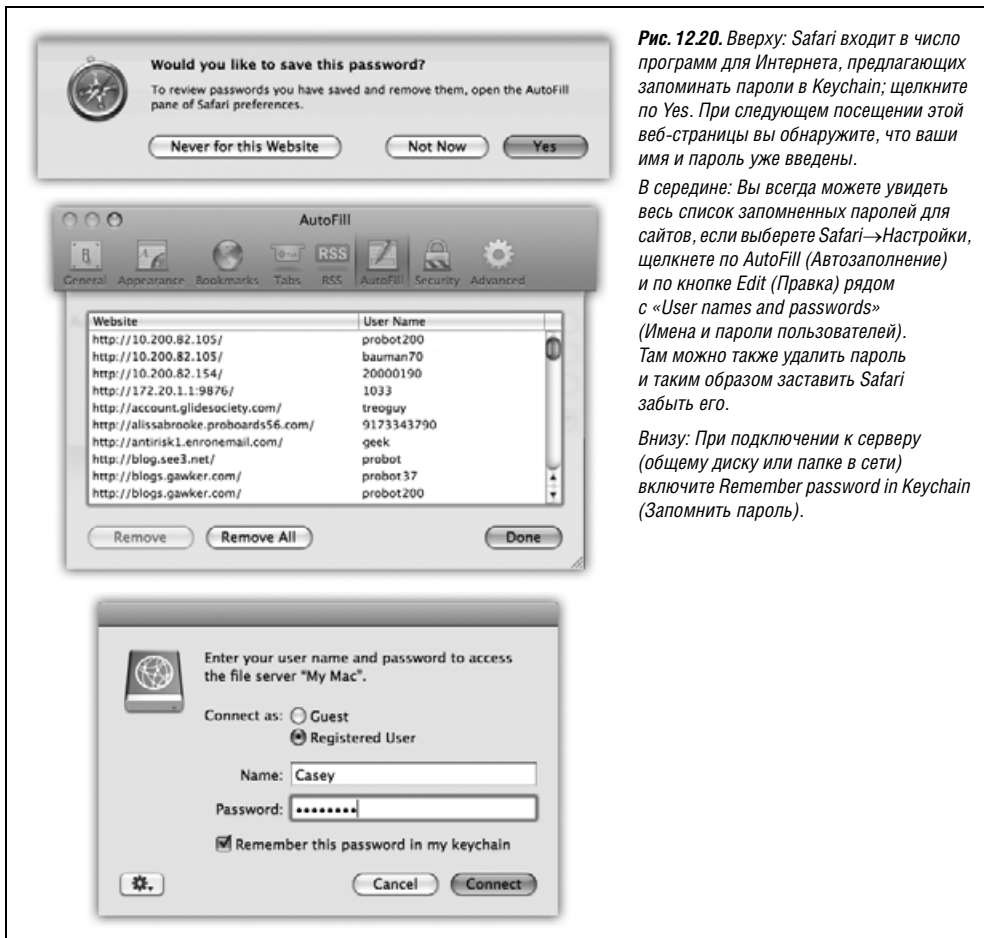 Would you like to save this password?
To review passwords you have saved and remove them, open the AutoFill
pane of Safari preferences.
Never for this Website
Not Now
Yes
AutoFill
RSS
General Appearance Bookmarks Tabs RSS AutoFill Security Advanced
Website User Name
http://10.200.82.105/ probot200
http://10.200.82.105/ bauman70
http://10.200.82.154/ 20000190
http://172.20.1.1:9876/ 1033
http://account.glidesociety.com/ treoguy
http://alissabrooke.proboards56.com/ 9173343790
http://antirisk1.enronemail.com/ geek
http://blog.see3.net/ probot
http://blogs.gawker.com/ probot37
http://blogs.gawker.com/ probot200
Remove
Remove All
Done
Enter your user name and password to access
the file server "My Mac".
Connect as: Guest
Registered User
Name: Casey
Password: ••••••••
Remember this password in my keychain
Cancel
Connect
Рис. 12.20. Вверху: Safari входит в число
программ для Интернета, предлагающих
запоминать пароли в Keychain; щелкните
по Yes. При следующем посещении этой
веб-страницы вы обнаружите, что ваши
имя и пароль уже введены.
В середине: Вы всегда можете увидеть
весь список запомненных паролей для
сайтов, если выберете Safari→Настройки,
щелкнете по AutoFill (Автозаполнение)
и по кнопке Edit (Правка) рядом
с «User names and passwords»
(Имена и пароли пользователей).
Там можно также удалить пароль
и таким образом заставить Safari
забыть его.
Внизу: При подключении к серверу
(общему диску или папке в сети)
включите Remember password in Keychain
(Запомнить пароль).